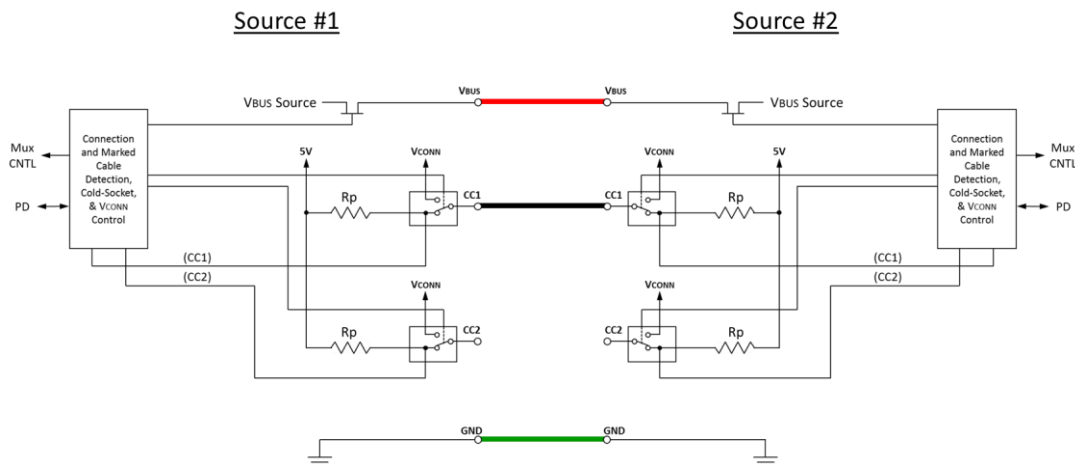 Source #1
Source #2
VBUS
VBUS
VBUS Source
VBUS Source
Connection
and Marked
Cable
Detection,
Cold-Socket,
& VCONN
Control
Mux
CNTL
PD
5V
VCONN
Rp
CC1
(CC1)
(CC2)
VCONN
Rp
CC2
VCONN
5V
CC1
Rp
(CC1)
(CC2)
VCONN
CC2
Rp
Connection
and Marked
Cable
Detection,
Cold-Socket,
& VCONN
Control
Mux
CNTL
PD
GND
GND